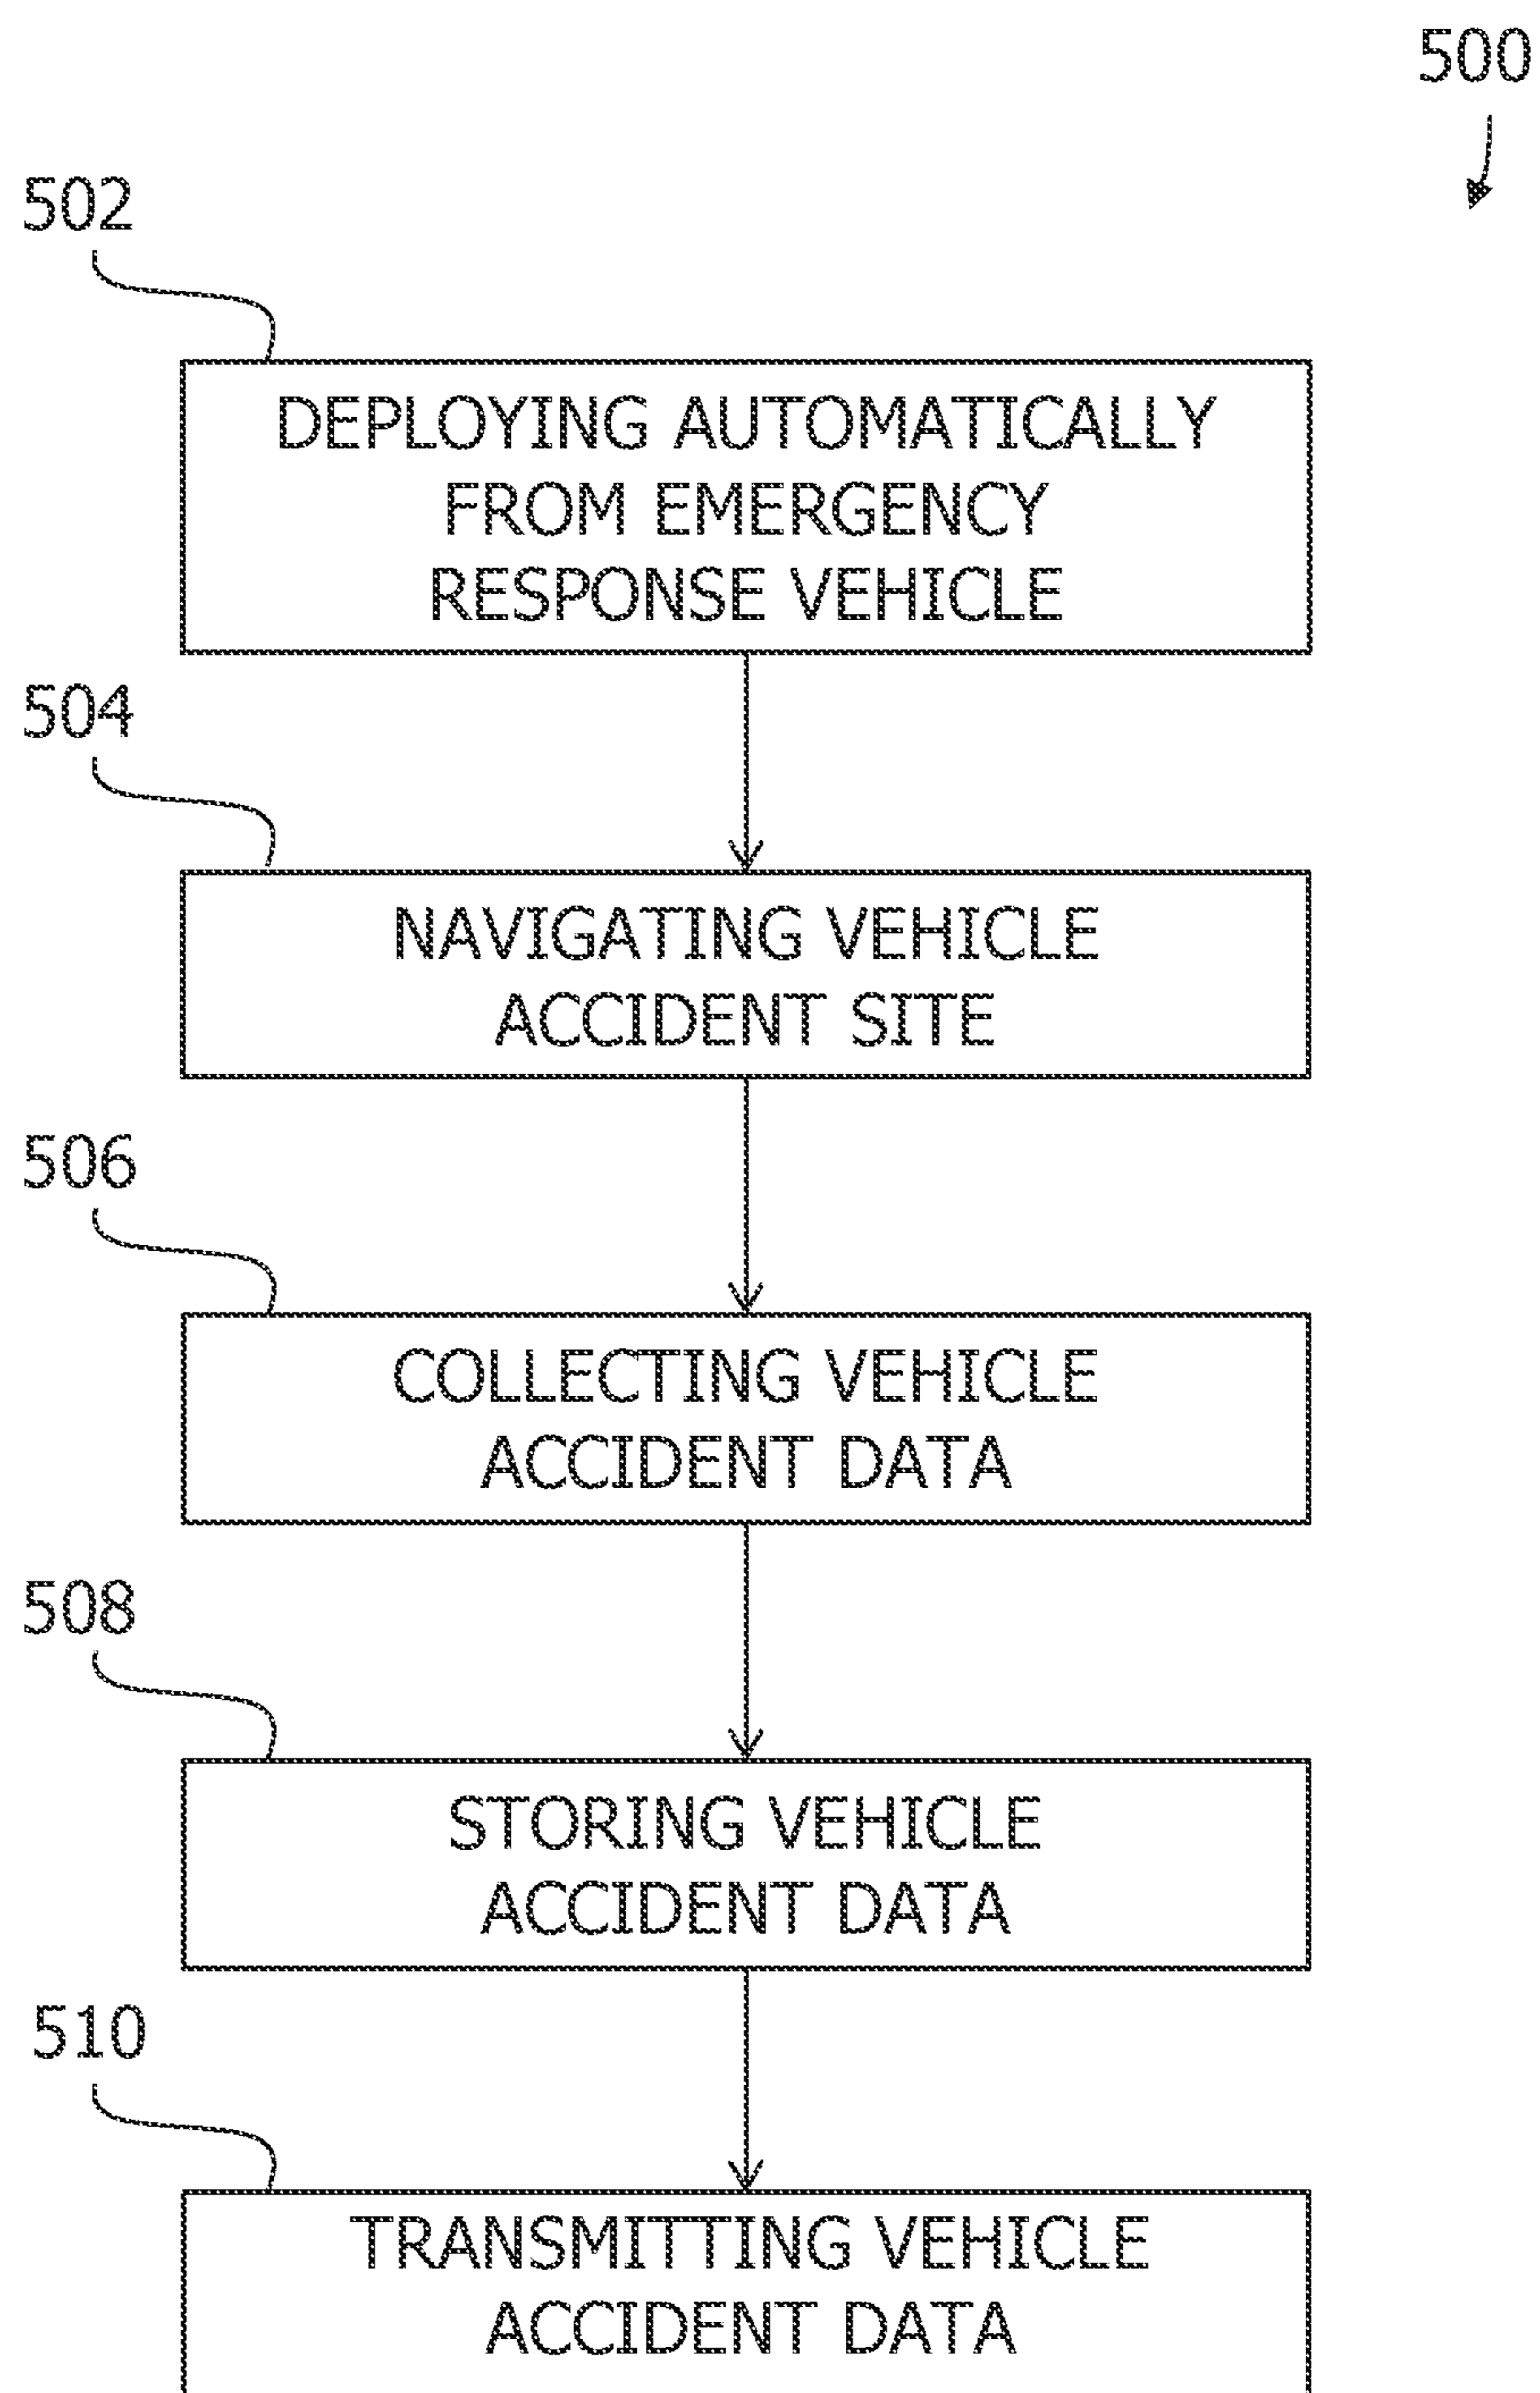 500
502
DEPLOYING AUTOMATICALLY
FROM EMERGENCY
RESPONSE VEHICLE
504
NAVIGATING VEHICLE
ACCIDENT SITE
506
COLLECTING VEHICLE
ACCIDENT DATA
508
STORING VEHICLE
ACCIDENT DATA
510
TRANSMITTING VEHICLE
ACCIDENT DATA